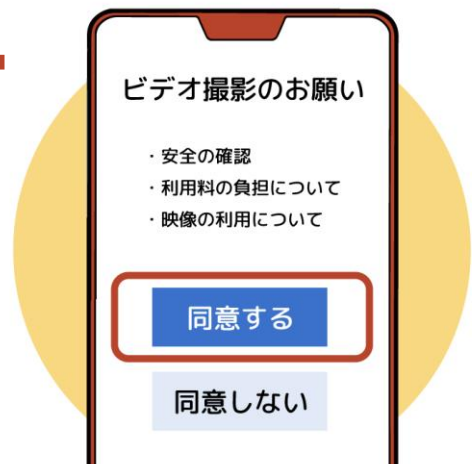 ビデオ撮影のお願い
・安全の確認
・利用料の負担について
・映像の利用について
同意する
同意しない